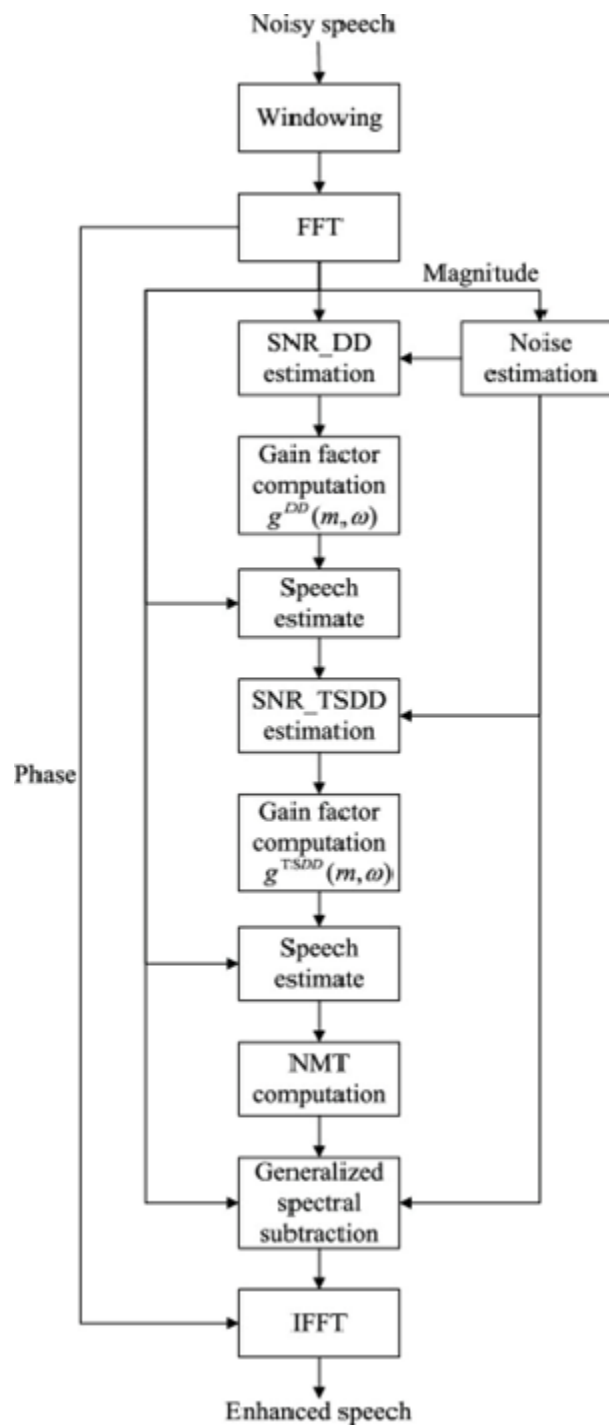 Noisy speech
Windowing
FFT
Magnitude
SNR_DD
estimation
Noise
estimation
Gain factor
computation
g^{DD}(m,ω)
Speech
estimate
SNR_TSDD
estimation
Phase
Gain factor
computation
g^{TSDD}(m,ω)
Speech
estimate
NMT
computation
Generalized
spectral
subtraction
IFFT
Enhanced speech